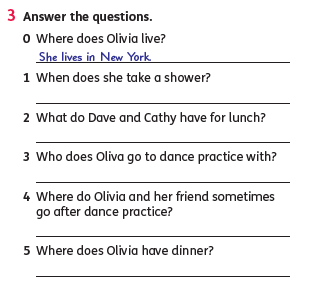 3 Answer the questions.
0 Where does Olivia live?
She lives in New York.
1 When does she take a shower?
2 What do Dave and Cathy have for lunch?
3 Who does Oliva go to dance practice with?
4 Where do Olivia and her friend sometimes
go after dance practice?
5 Where does Olivia have dinner?